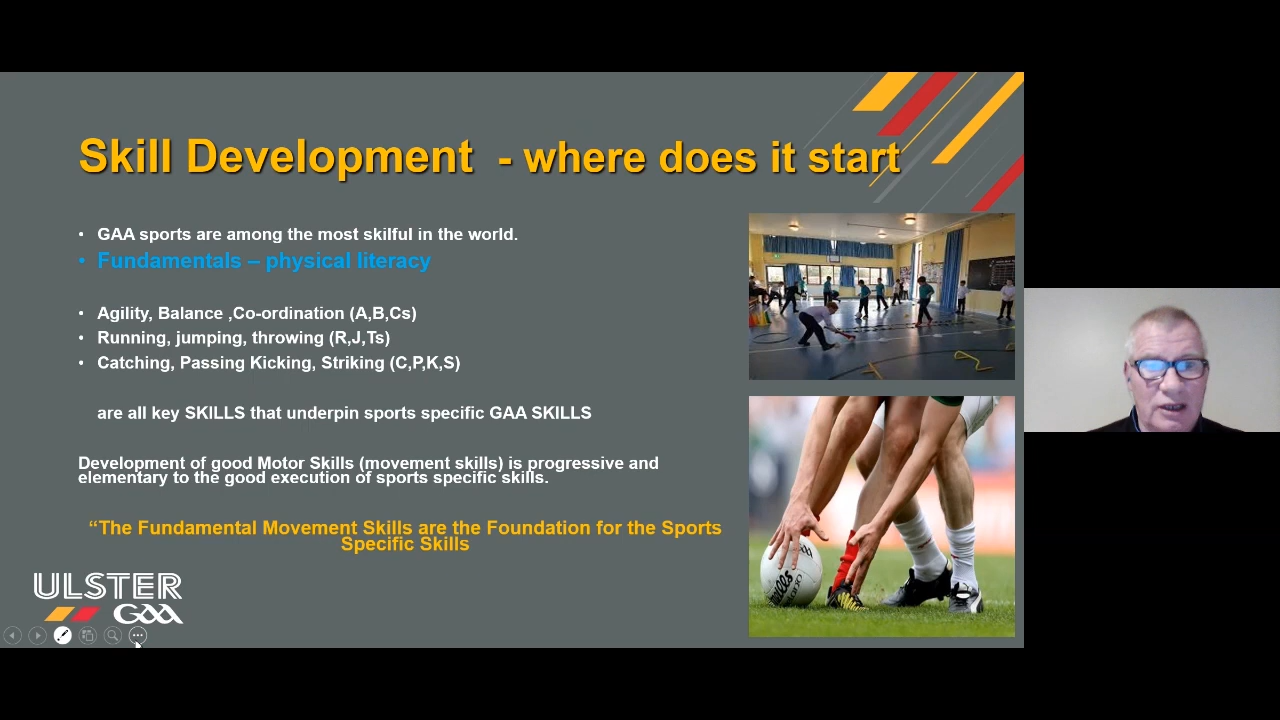 Skill Development - where does it start
• GAA sports are among the most skilful in the world.
• Fundamentals – physical literacy
• Agility, Balance ,Co-ordination (A,B,Cs)
• Running, jumping, throwing (R,J,Ts)
• Catching, Passing Kicking, Striking (C,P,K,S)
are all key SKILLS that underpin sports specific GAA SKILLS
Development of good Motor Skills (movement skills) is progressive and
elementary to the good execution of sports specific skills.
“The Fundamental Movement Skills are the Foundation for the Sports
Specific Skills
ULSTER
GAA